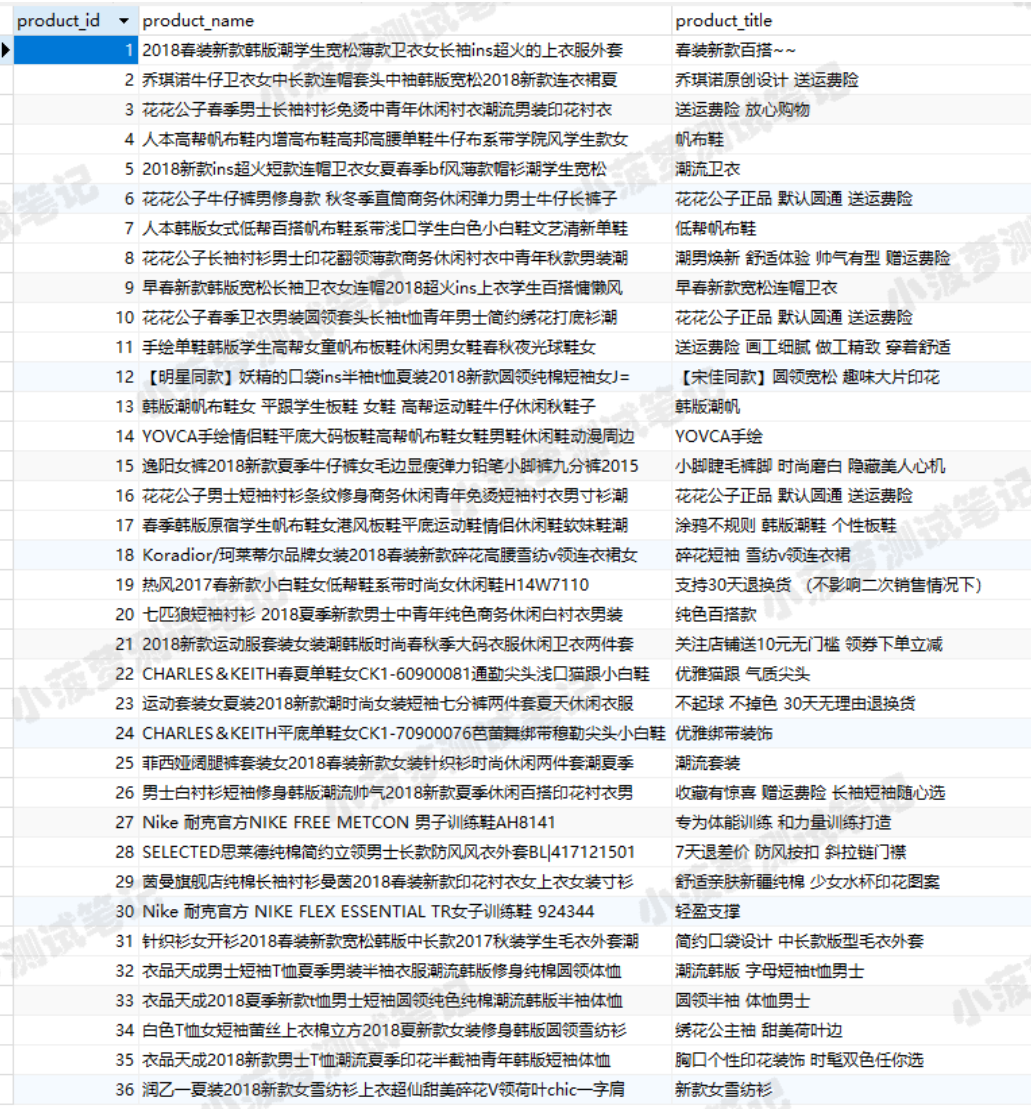 product_id product_name product_title
1 2018春装新款韩版潮学生宽松薄款卫衣女长袖ins超火的上衣服外套 春装新款百搭~~
2 乔琪诺牛仔卫衣女中长款连帽套头中袖韩版宽松2018新款连衣裙夏 乔琪诺原创设计 送运费险
3 花花公子春季男士长袖衬衫免烫中青年休闲衬衣潮流男装印花衬衣 送运费险 放心购物
4 人本高帮帆布鞋内增高布鞋高邦高腰单鞋牛仔布系带学院风学生款女 帆布鞋
5 2018新款ins超火短款连帽卫衣女夏春季bf风薄款帽衫潮学生宽松 潮流卫衣
6 花花公子牛仔裤男修身款 秋冬季直筒商务休闲弹力男士牛仔长裤子 花花公子正品 默认圆通 送运费险
7 人本韩版女式低帮百搭帆布鞋系带浅口学生白色小白鞋文艺清新单鞋 低帮帆布鞋
8 花花公子长袖衬衫男士印花翻领薄款商务休闲衬衣中青年秋款男装潮 潮男焕新 舒适体验 帅气有型 赠运费险
9 早春新款韩版宽松长袖卫衣女连帽2018超火ins上衣学生百搭慵懒风 早春新款宽松连帽卫衣
10 花花公子春季卫衣男装圆领套头长袖t恤青年男士简约绣花打底衫潮 花花公子正品 默认圆通 送运费险
11 手绘单鞋韩版学生高帮女童帆布板鞋休闲男女鞋春秋夜光球鞋女 送运费险 画工细腻 做工精致 穿着舒适
12 【明星同款】妖精的口袋ins半袖t恤夏装2018新款圆领纯棉短袖女J= 【宋佳同款】圆领宽松 趣味大片印花
13 韩版潮帆布鞋女 平跟学生板鞋 女鞋 高帮运动鞋牛仔休闲秋鞋子 韩版潮帆
14 YOVCA手绘情侣鞋平底大码板鞋高帮帆布鞋女鞋男鞋休闲鞋动漫周边 YOVCA手绘
15 逸阳女裤2018新款夏季牛仔裤女毛边显瘦弹力铅笔小脚裤九分裤2015 小脚睫毛裤脚 时尚磨白 隐藏美人心机
16 花花公子男士短袖衬衫条纹修身商务休闲青年免烫短袖衬衣男寸衫潮 花花公子正品 默认圆通 送运费险
17 春季韩版原宿学生帆布鞋女港风板鞋平底运动鞋情侣休闲鞋软妹鞋潮 涂鸦不规则 韩版潮鞋 个性板鞋
18 Koradior/珂莱蒂尔品牌女装2018春装新款碎花高腰雪纺v领连衣裙女 碎花短袖 雪纺v领连衣裙
19 热风2017春新款小白鞋女低帮鞋系带时尚女休闲鞋H14W7110 支持30天退换货 （不影响二次销售情况下）
20 七匹狼短袖衬衫 2018夏季新款男士中青年纯色商务休闲白衬衣男装 纯色百搭款
21 2018新款运动服套装女装潮韩版时尚春秋季大码衣服休闲卫衣两件套 关注店铺送10元无门槛 领券下单立减
22 CHARLES＆KEITH春夏单鞋女CK1-60900081通勤尖头浅口猫跟小白鞋 优雅猫跟 气质尖头
23 运动套装女夏装2018新款潮时尚女装短袖七分裤两件套夏天休闲衣服 不起球 不掉色 30天无理由退换货
24 CHARLES＆KEITH平底单鞋女CK1-70900076芭茵舞绑带穆勒尖头小白鞋 优雅绑带装饰
25 菲西娅阔腿裤套装女2018春装新款女装针织衫时尚休闲两件套潮夏季 潮流套装
26 男士白衬衫短袖修身韩版潮流帅气2018新款夏季休闲百搭印花衬衣男 收藏有惊喜 赠运费险 长袖短袖随心选
27 Nike 耐克官方NIKE FREE METCON 男子训练鞋AH8141 专为体能训练 和力量训练打造
28 SELECTED思莱德纯棉简约立领男士长款防风风衣外套BL|417121501 7天退差价 防风按扣 斜拉链门襟
29 茵曼旗舰店纯棉长袖衬衫曼茵2018春装新款印花衬衣女上衣女装寸衫 舒适亲肤新疆纯棉 少女水杯印花图案
30 Nike 耐克官方 NIKE FLEX ESSENTIAL TR女子训练鞋 924344 轻盈支撑
31 针织衫女开衫2018春装新款宽松韩版中长款2017秋装学生毛衣外套潮 简约口袋设计 中长款版型毛衣外套
32 衣品天成男士短袖T恤夏季男装半袖衣服潮流韩版修身纯棉圆领体恤 潮流韩版 字母短袖t恤男士
33 衣品天成2018夏季新款t恤男士短袖圆领纯色纯棉潮流韩版半袖体恤 圆领半袖 体恤男士
34 白色T恤女短袖蕾丝上衣棉立方2018夏新款女装修身韩版圆领雪纺衫 绣花公主袖 甜美荷叶边
35 衣品天成2018新款男士T恤潮流夏季印花半截袖青年韩版短袖体恤 胸口个性印花装饰 时髦双色任你选
36 润乙一夏装2018新款女雪纺衫上衣超仙甜美碎花V领荷叶chic一字肩 新款女雪纺衫
小菠萝测试笔记